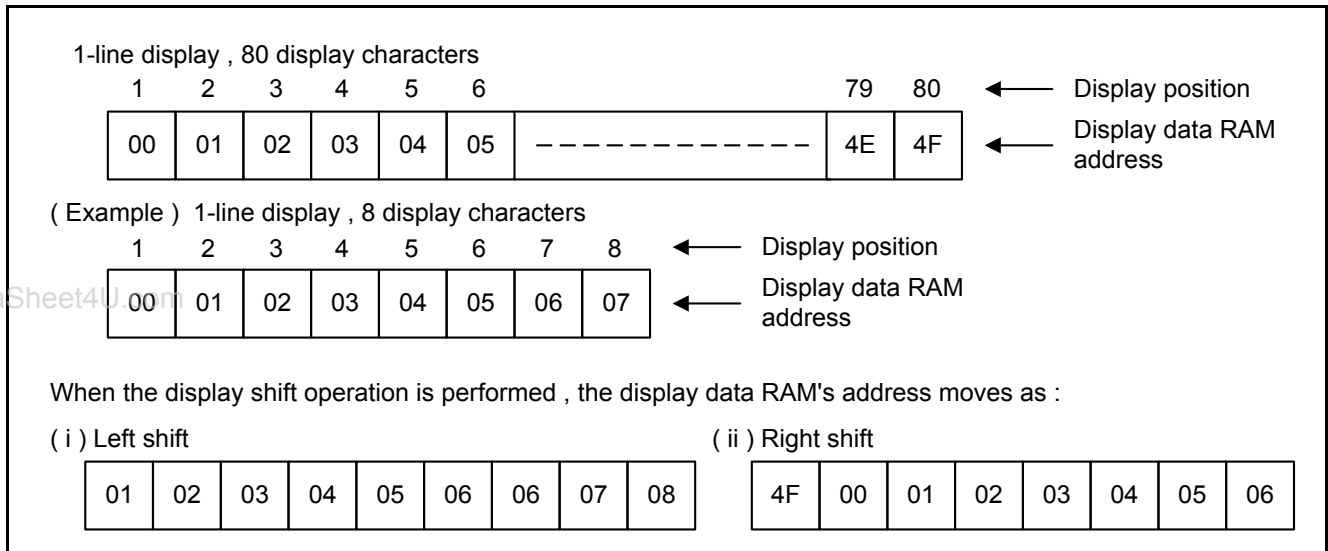 1-line display , 80 display characters
1 2 3 4 5 6 79 80 Display position
00 01 02 03 04 05 4E 4F Display data RAM address
( Example ) 1-line display , 8 display characters
1 2 3 4 5 6 7 8 Display position
aSheet4U.com
00 01 02 03 04 05 06 07 Display data RAM address
When the display shift operation is performed , the display data RAM's address moves as :
( i ) Left shift ( ii ) Right shift
01 02 03 04 05 06 06 07 08 4F 00 01 02 03 04 05 06